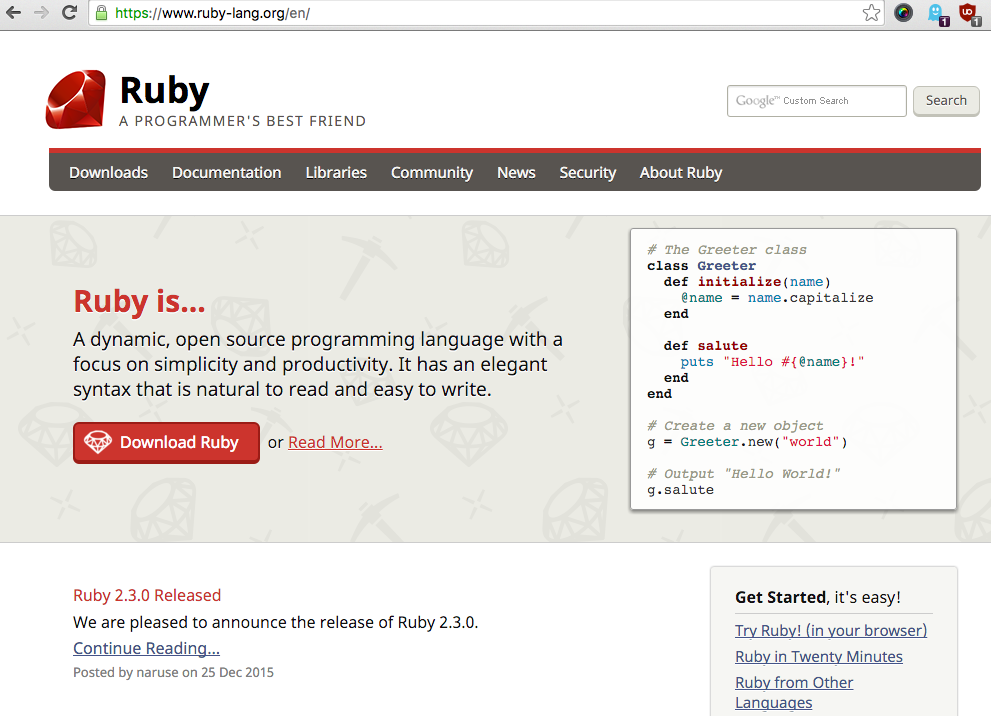 https://www.ruby-lang.org/en/
1
UD
1
Ruby
A PROGRAMMER'S BEST FRIEND
Google™ Custom Search
Search
Downloads Documentation Libraries Community News Security About Ruby
Ruby is...
A dynamic, open source programming language with a
focus on simplicity and productivity. It has an elegant
syntax that is natural to read and easy to write.
Download Ruby or Read More...
# The Greeter class
class Greeter
  def initialize(name)
    @name = name.capitalize
  end

  def salute
    puts "Hello #{@name}!"
  end
end

# Create a new object
g = Greeter.new("world")

# Output "Hello World!"
g.salute
Ruby 2.3.0 Released
We are pleased to announce the release of Ruby 2.3.0.
Continue Reading...
Posted by naruse on 25 Dec 2015
Get Started, it's easy!
Try Ruby! (in your browser)
Ruby in Twenty Minutes
Ruby from Other
Languages